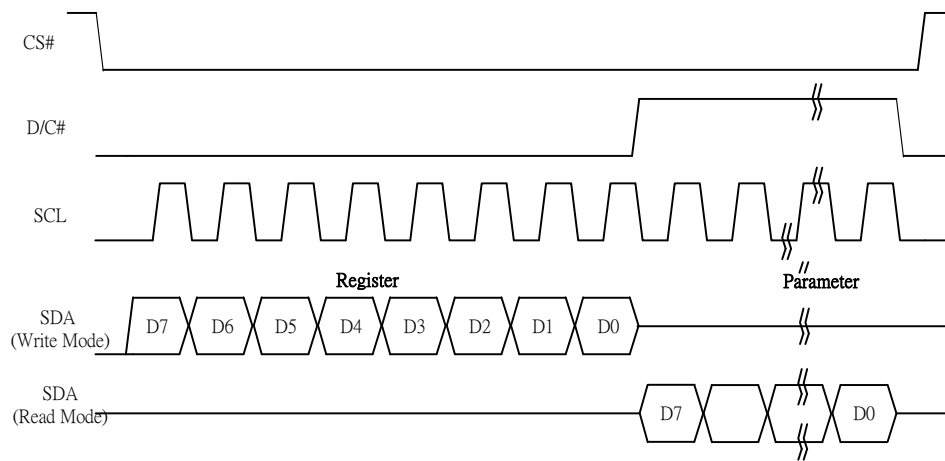 CS#
D/C#
SCL
Register
Parameter
SDA
(Write Mode)
D7 D6 D5 D4 D3 D2 D1 D0
SDA
(Read Mode)
D7 D0